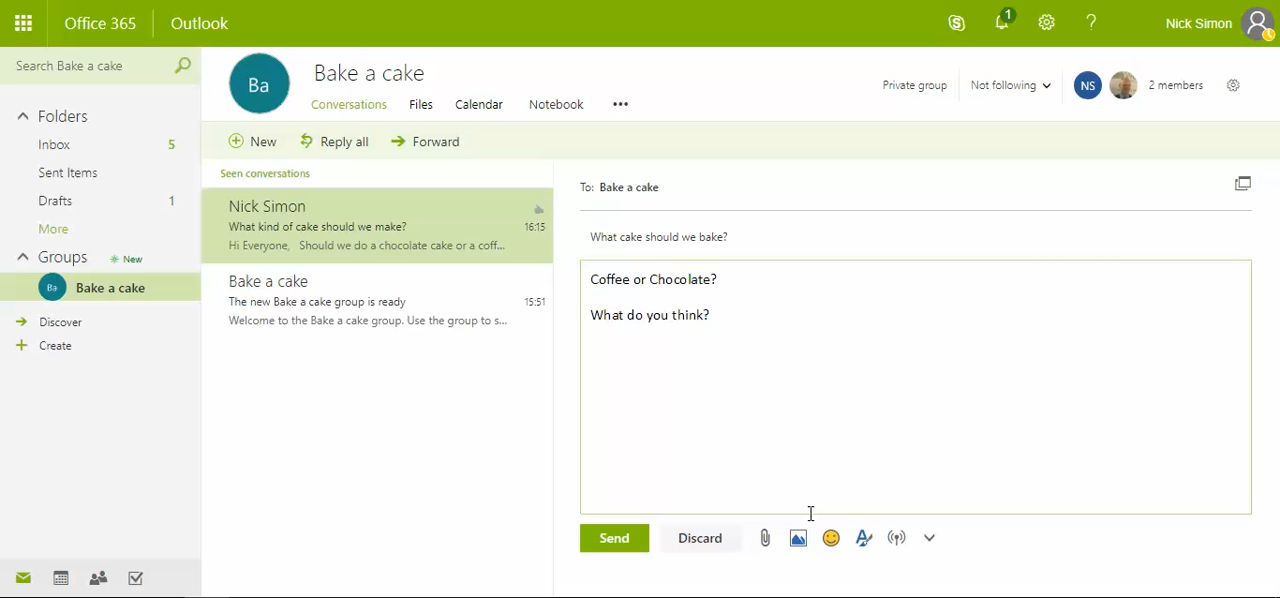 Office 365
Outlook
1
Nick Simon
Search Bake a cake
Ba
Bake a cake
Conversations
Files
Calendar
Notebook
•••
Private group
Not following
NS
2 members
Folders
Inbox 5
Sent Items
Drafts 1
More
Groups New
Ba Bake a cake
Discover
Create
New
Reply all
Forward
Seen conversations
Nick Simon
What kind of cake should we make? 16:15
Hi Everyone, Should we do a chocolate cake or a coff...
Bake a cake
The new Bake a cake group is ready 15:51
Welcome to the Bake a cake group. Use the group to s...
To: Bake a cake
What cake should we bake?
Coffee or Chocolate?
What do you think?
Send
Discard